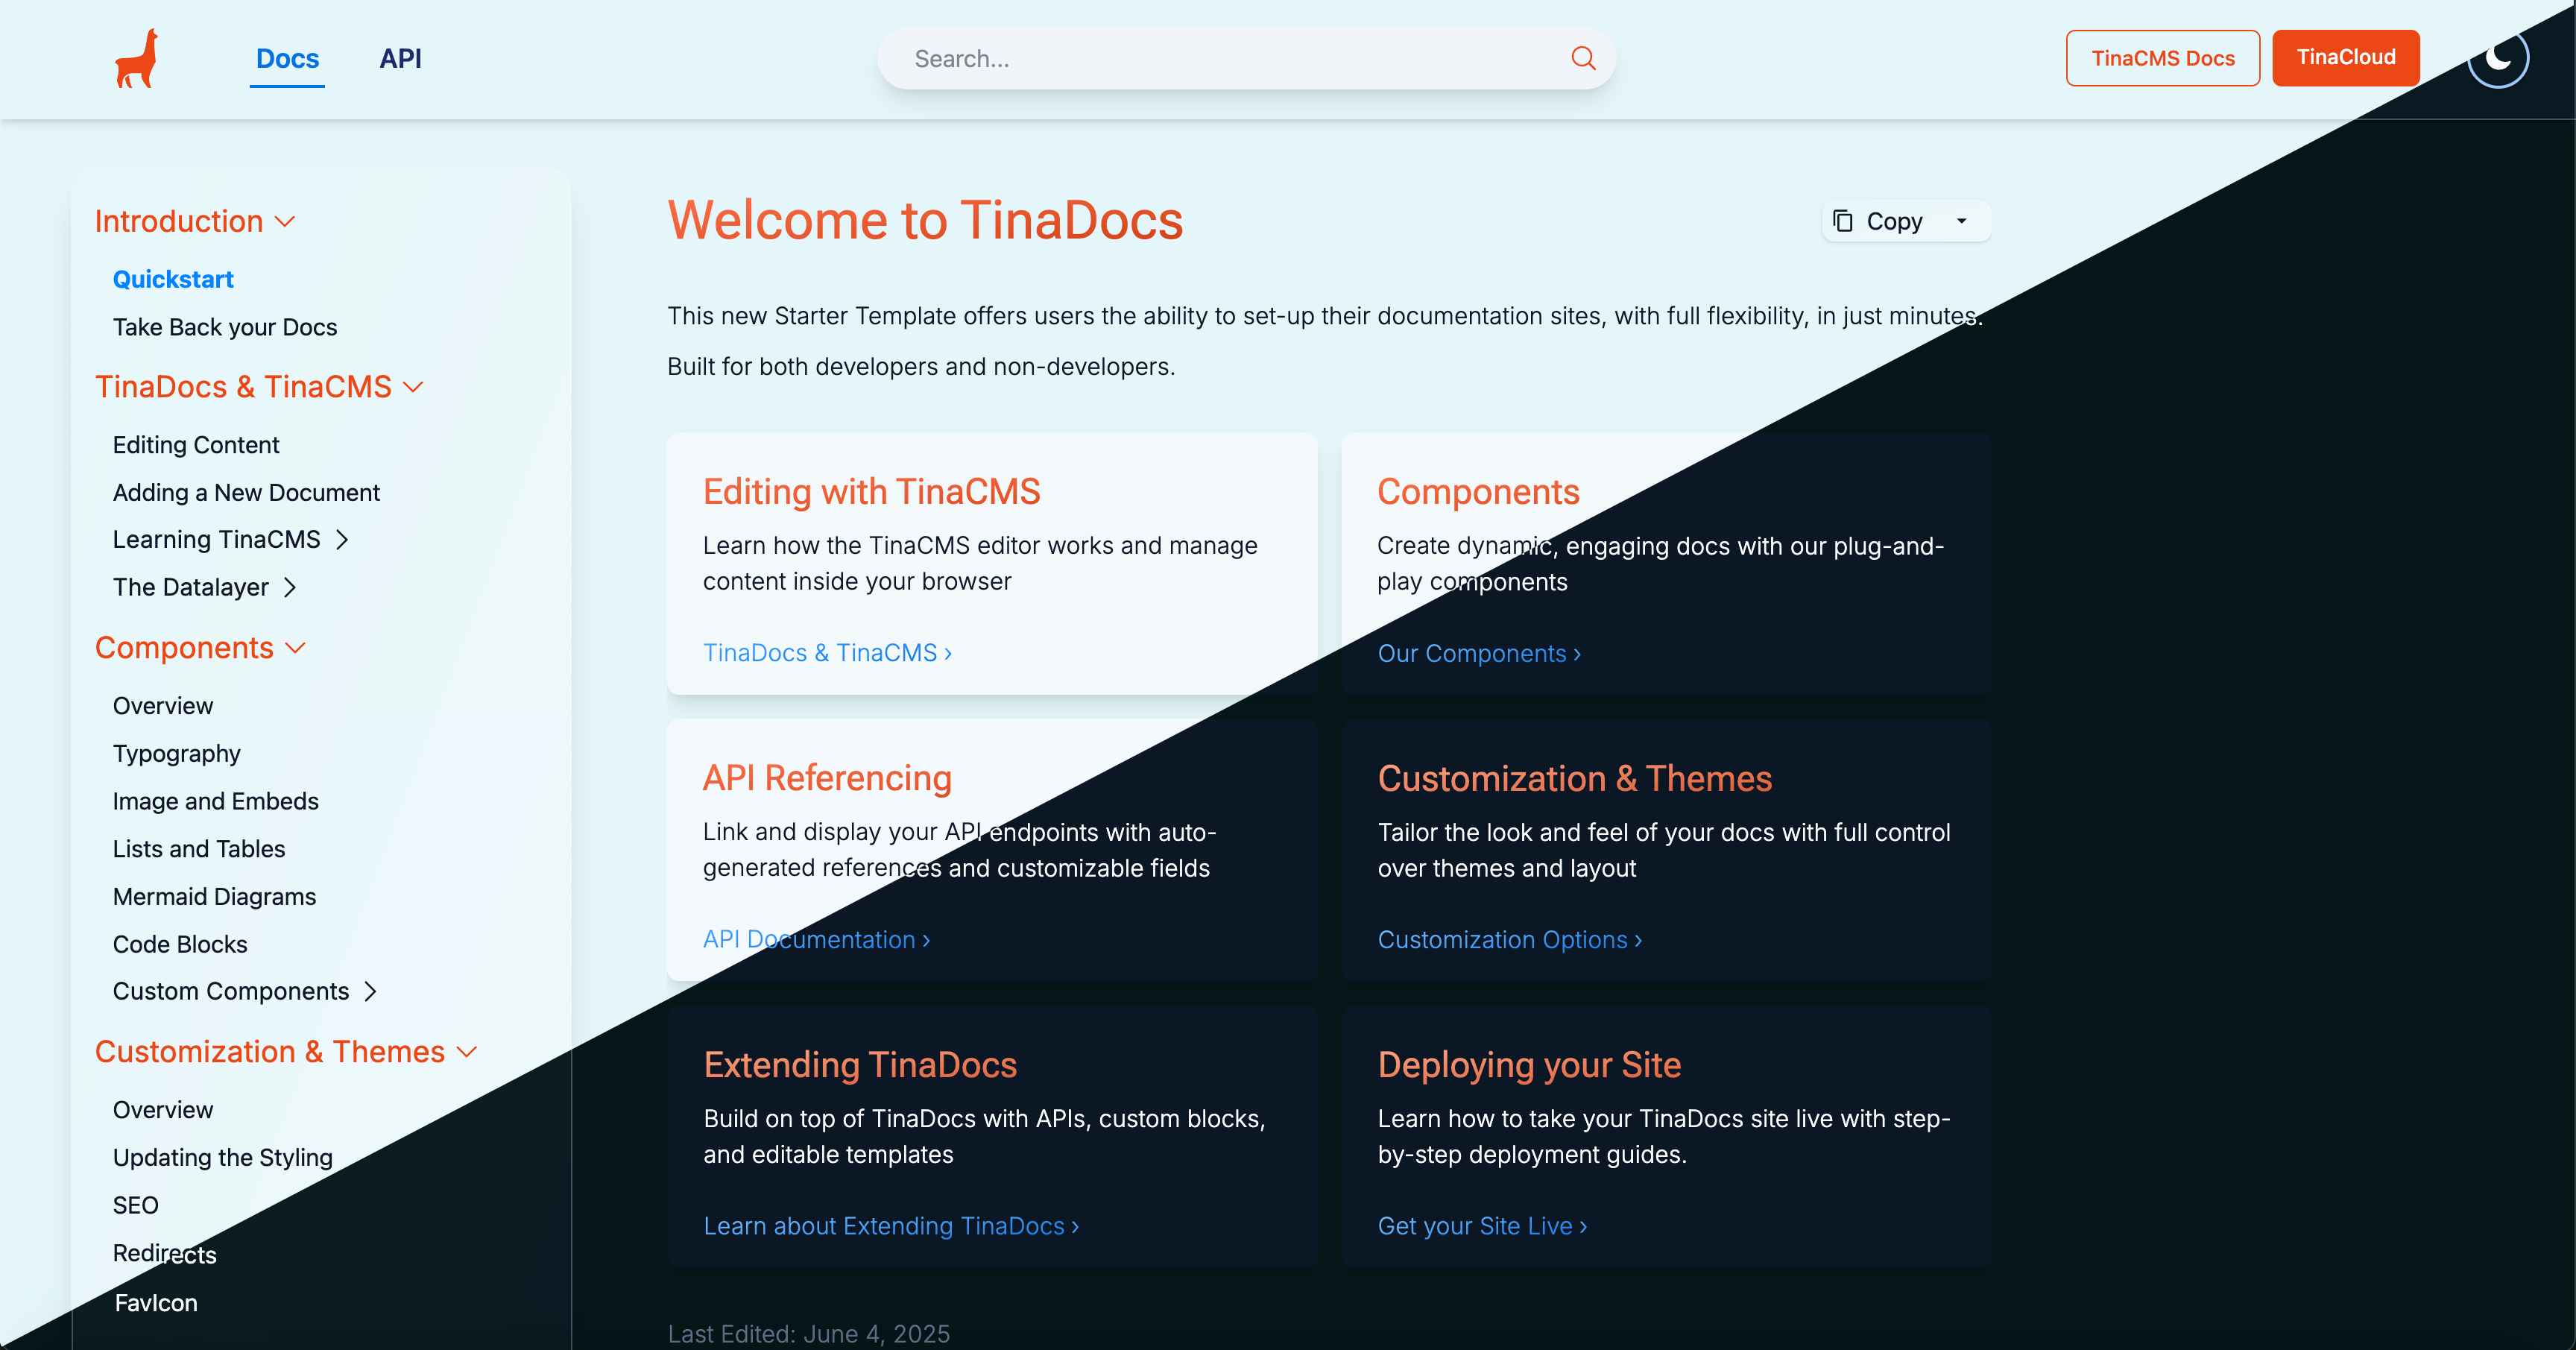 Docs
API
Search...
TinaCMS Docs
TinaCloud
Introduction
Quickstart
Take Back your Docs
TinaDocs & TinaCMS
Editing Content
Adding a New Document
Learning TinaCMS
The Datalayer
Components
Overview
Typography
Image and Embeds
Lists and Tables
Mermaid Diagrams
Code Blocks
Custom Components
Customization & Themes
Overview
Updating the Styling
SEO
Redirects
FavIcon
Welcome to TinaDocs
Copy
This new Starter Template offers users the ability to set-up their documentation sites, with full flexibility, in just minutes.
Built for both developers and non-developers.
Editing with TinaCMS
Learn how the TinaCMS editor works and manage
content inside your browser
TinaDocs & TinaCMS ›
Components
Create dynamic, engaging docs with our plug-and-
play components
Our Components ›
API Referencing
Link and display your API endpoints with auto-
generated references and customizable fields
API Documentation ›
Customization & Themes
Tailor the look and feel of your docs with full control
over themes and layout
Customization Options ›
Extending TinaDocs
Build on top of TinaDocs with APIs, custom blocks,
and editable templates
Learn about Extending TinaDocs ›
Deploying your Site
Learn how to take your TinaDocs site live with step-
by-step deployment guides.
Get your Site Live ›
Last Edited: June 4, 2025